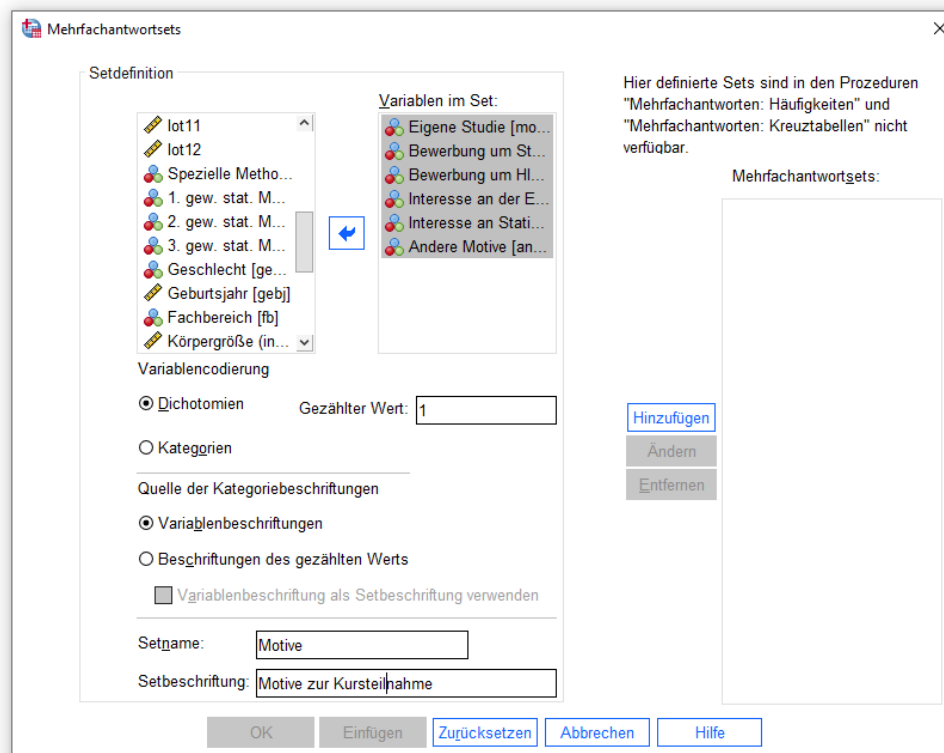 Mehrfachantwortsets
Setdefinition
lot11
lot12
Spezielle Metho...
1. gew. stat. M...
2. gew. stat. M...
3. gew. stat. M...
Geschlecht [ge...
Geburtsjahr [gebj]
Fachbereich [fb]
Körpergröße (in...
Variablen im Set:
Eigene Studie [mo...
Bewerbung um St...
Bewerbung um HI...
Interesse an der E...
Interesse an Stati...
Andere Motive [an...
Variablencodierung
Dichotomien Gezählter Wert: 1
Kategorien
Quelle der Kategoriebeschriftungen
Variablenbeschriftungen
Beschriftungen des gezählten Werts
Variablenbeschriftung als Setbeschriftung verwenden
Setname: Motive
Setbeschriftung: Motive zur Kursteilnahme
Hier definierte Sets sind in den Prozeduren
"Mehrfachantworten: Häufigkeiten" und
"Mehrfachantworten: Kreuztabellen" nicht
verfügbar.
Mehrfachantwortsets:
Hinzufügen
Ändern
Entfernen
OK Einfügen Zurücksetzen Abbrechen Hilfe